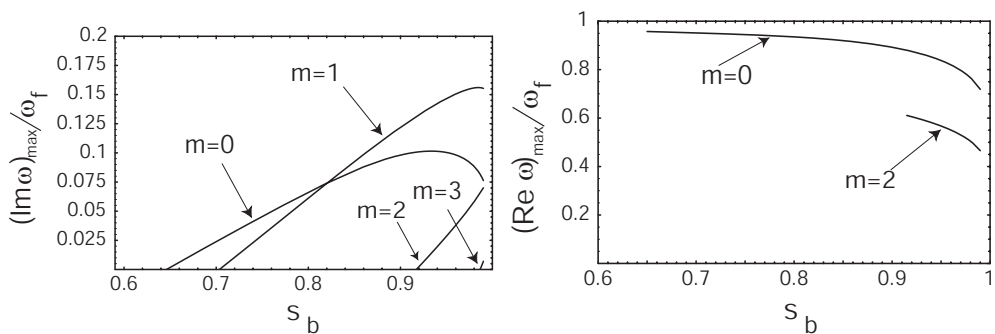 0.2
0.175
0.15
0.125
0.1
0.075
0.05
0.025
(Im ω)max/ωf
m=1
m=0
m=2
m=3
0.6 0.7 0.8 0.9
s b
1
0.8
0.6
0.4
0.2
(Re ω)max/ωf
m=0
m=2
0.6 0.7 0.8 0.9 1
s b